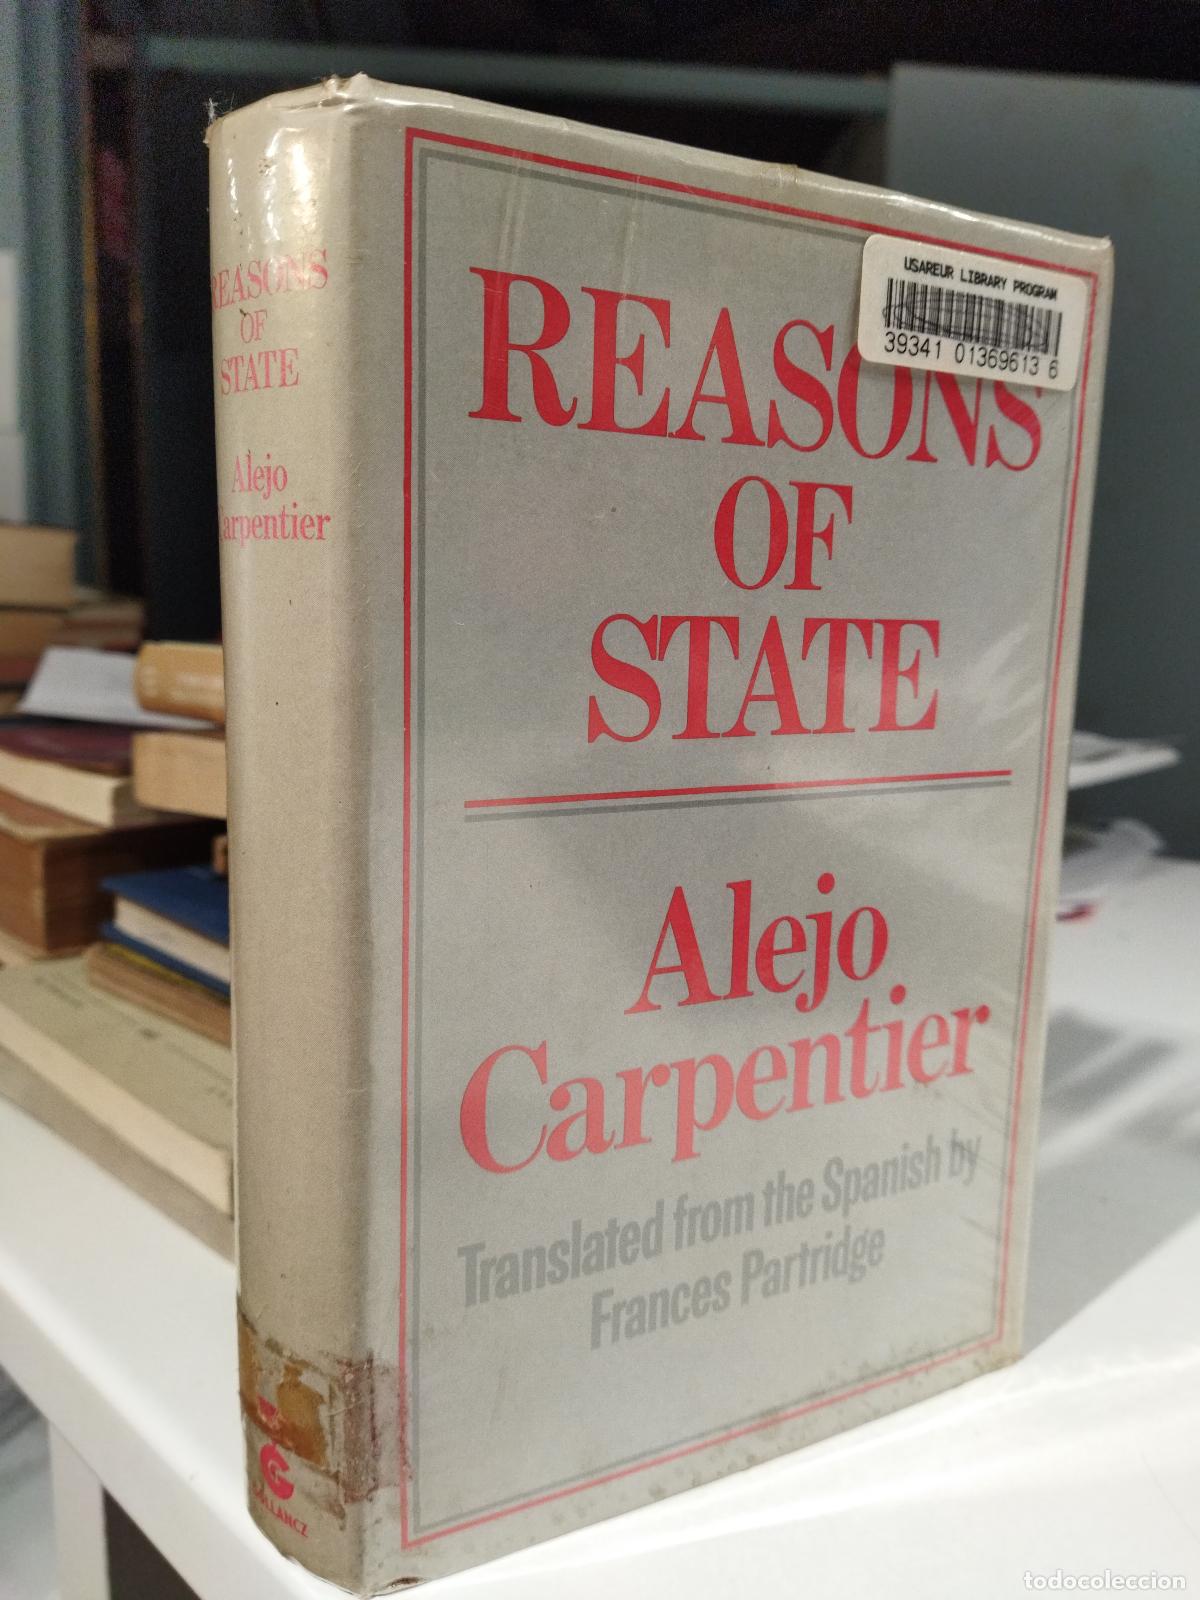 REASONS
OF
STATE
Alejo
Carpentier
GOLLANCZ
USAREUR LIBRARY PROGRAM
39341 01369613 6
REASONS
OF
STATE
Alejo
Carpentier
Translated from the Spanish by
Frances Partridge
todocoleccion